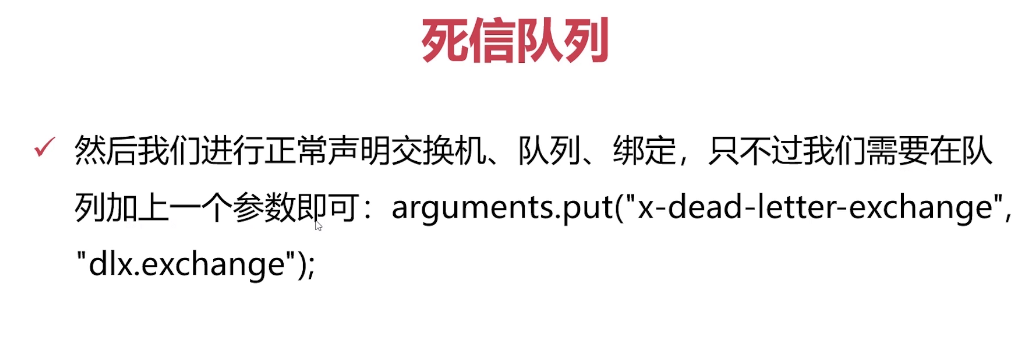 死信队列
然后我们进行正常声明交换机、队列、绑定，只不过我们需要在队
列加上一个参数即可：arguments.put("x-dead-letter-exchange",
"dlx.exchange");